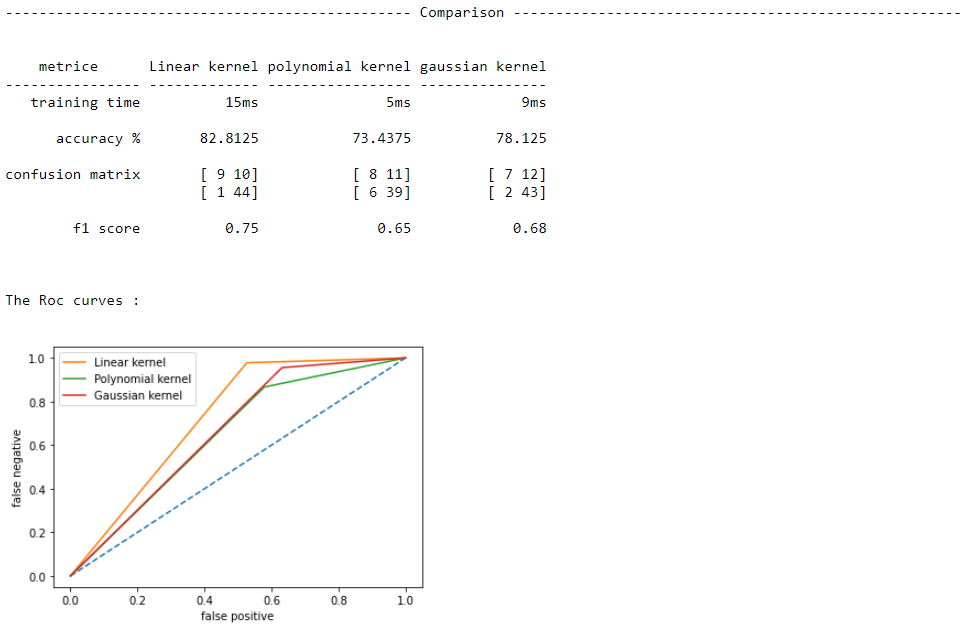 ------------------------------------------------ Comparison -----------------------------------------------------
metrice Linear kernel polynomial kernel gaussian kernel
---------------- ------------- ----------------- ---------------
training time 15ms 5ms 9ms
accuracy % 82.8125 73.4375 78.125
confusion matrix [ 9 10] [ 8 11] [ 7 12]
[ 1 44] [ 6 39] [ 2 43]
f1 score 0.75 0.65 0.68
The Roc curves :
Linear kernel
Polynomial kernel
Gaussian kernel
1.0
0.8
0.6
0.4
0.2
0.0
false negative
0.0 0.2 0.4 0.6 0.8 1.0
false positive